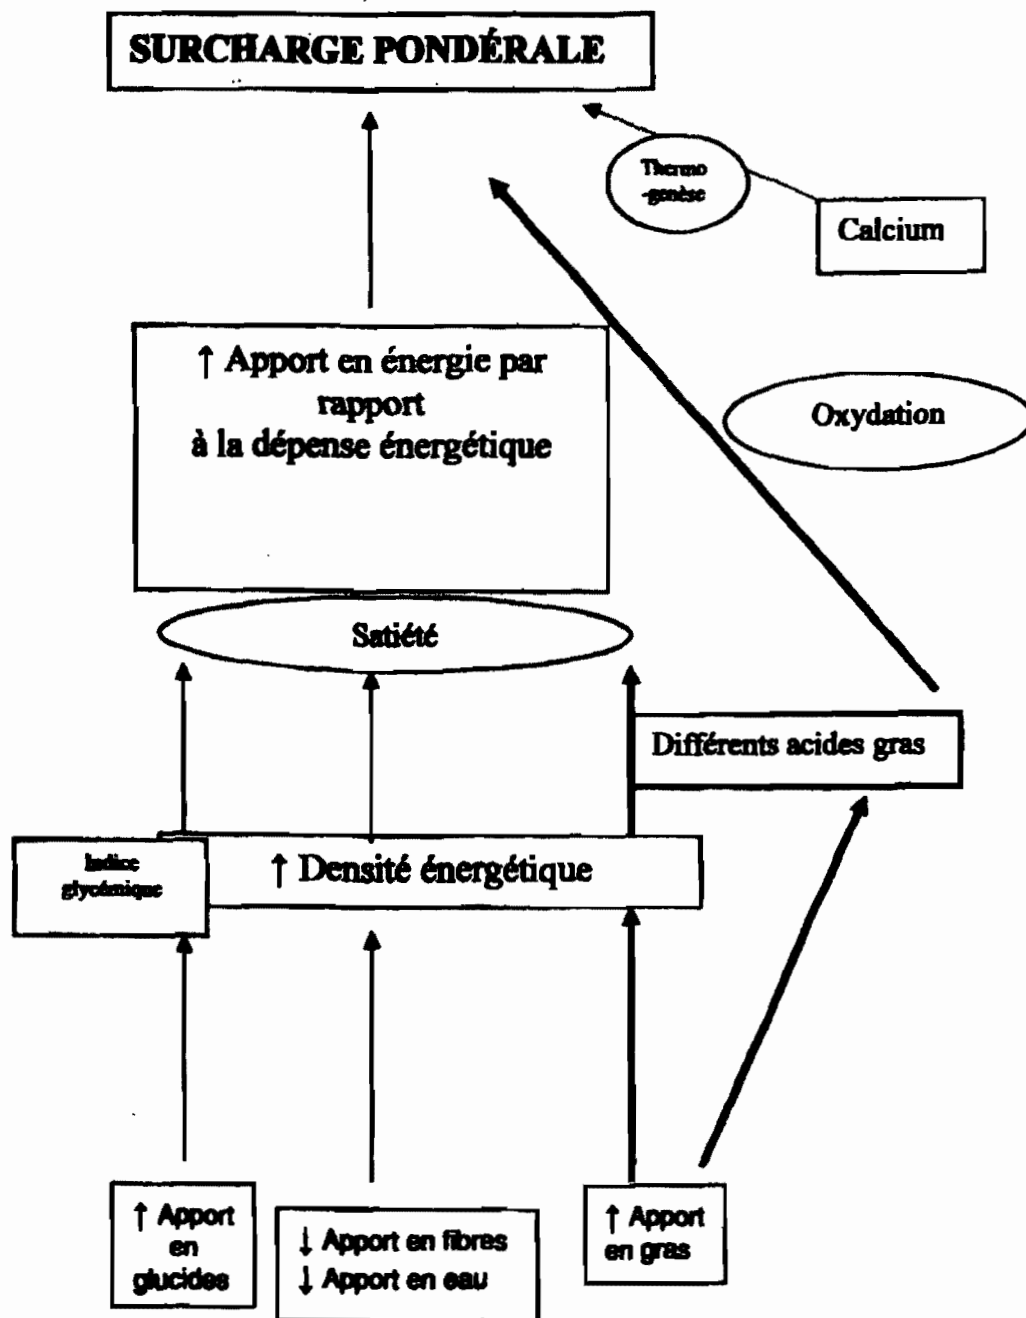 SURCHARGE PONDÉRALE
Thermo
-genèse
Calcium
↑ Apport en énergie par
rapport
à la dépense énergétique
Oxydation
Satiété
Différents acides gras
Indice
glycémique
↑ Densité énergétique
↑ Apport
en
glucides
↓ Apport en fibres
↓ Apport en eau
↑ Apport
en gras